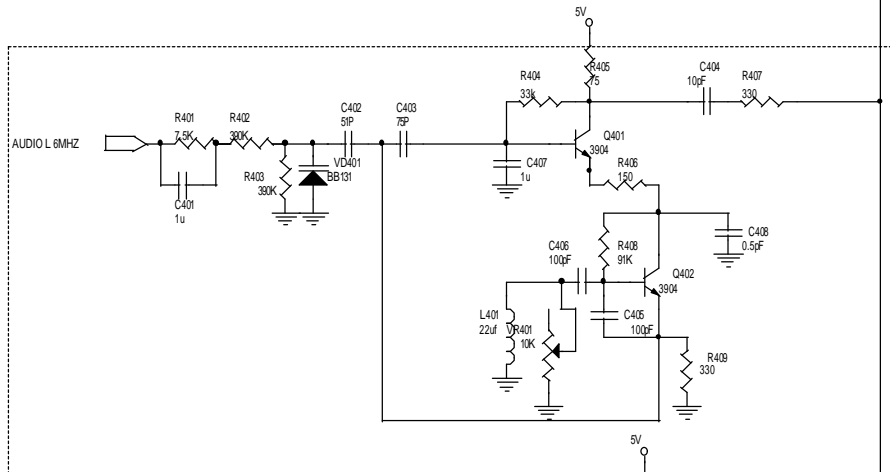 5V
R405
75
R404
33k
C404
10pF
R407
330
C402
51P
C403
75P
R401
7.5K
R402
390K
AUDIO L 6MHZ
Q401
3904
VD401
BB131
R403
390K
C407
1u
R406
150
C401
1u
C408
0.5pF
C406
100pF
R408
91K
Q402
3904
L401
22uf
VR401
10K
C405
100pF
R409
330
5V